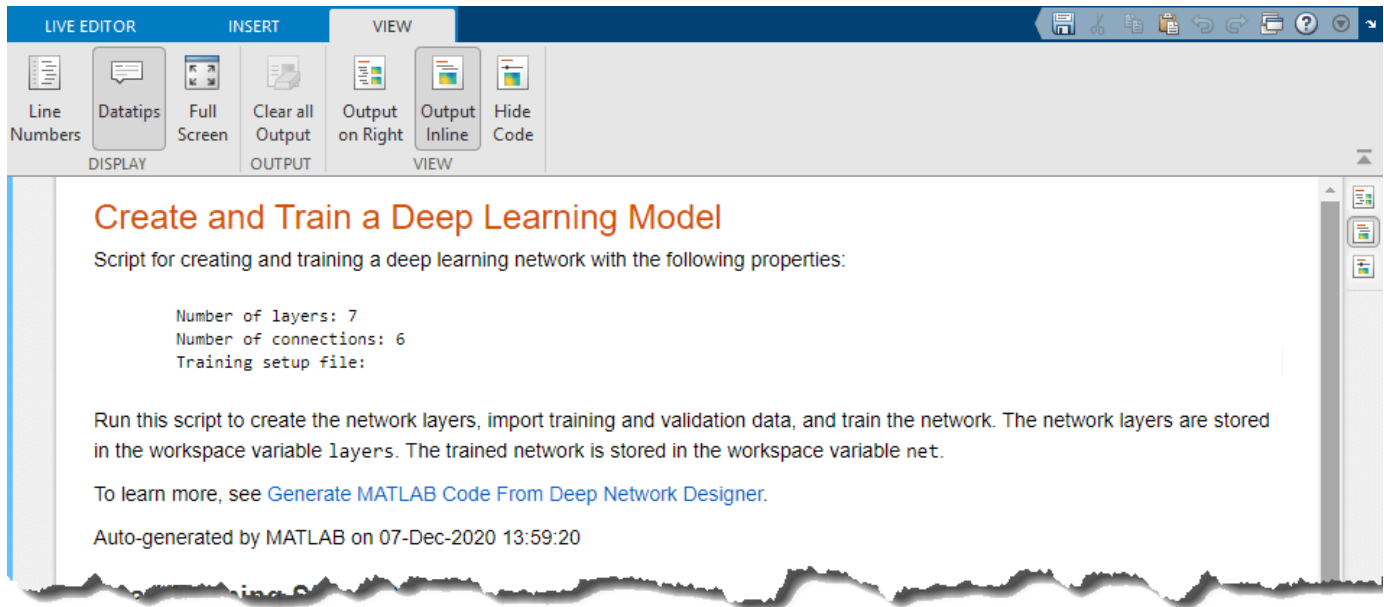 LIVE EDITOR INSERT VIEW
Line Numbers Datatips Full Screen Clear all Output Output on Right Output Inline Hide Code
DISPLAY OUTPUT VIEW
Create and Train a Deep Learning Model
Script for creating and training a deep learning network with the following properties:
Number of layers: 7
Number of connections: 6
Training setup file:
Run this script to create the network layers, import training and validation data, and train the network. The network layers are stored
in the workspace variable layers. The trained network is stored in the workspace variable net.
To learn more, see Generate MATLAB Code From Deep Network Designer.
Auto-generated by MATLAB on 07-Dec-2020 13:59:20